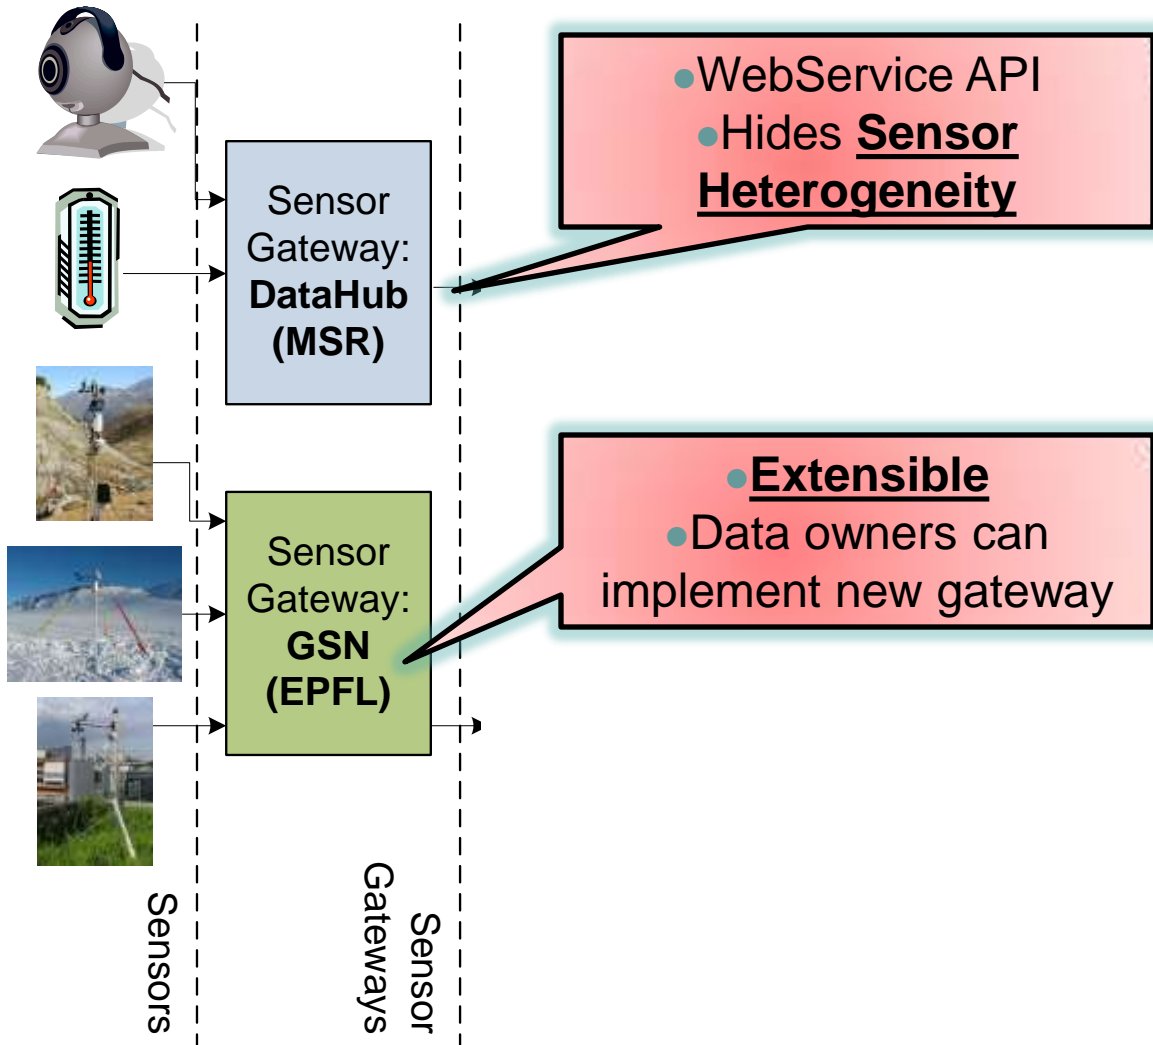 ●WebService API
●Hides Sensor
Heterogeneity
Sensor
Gateway:
DataHub
(MSR)
●Extensible
●Data owners can
implement new gateway
Sensor
Gateway:
GSN
(EPFL)
Sensors
Sensor
Gateways